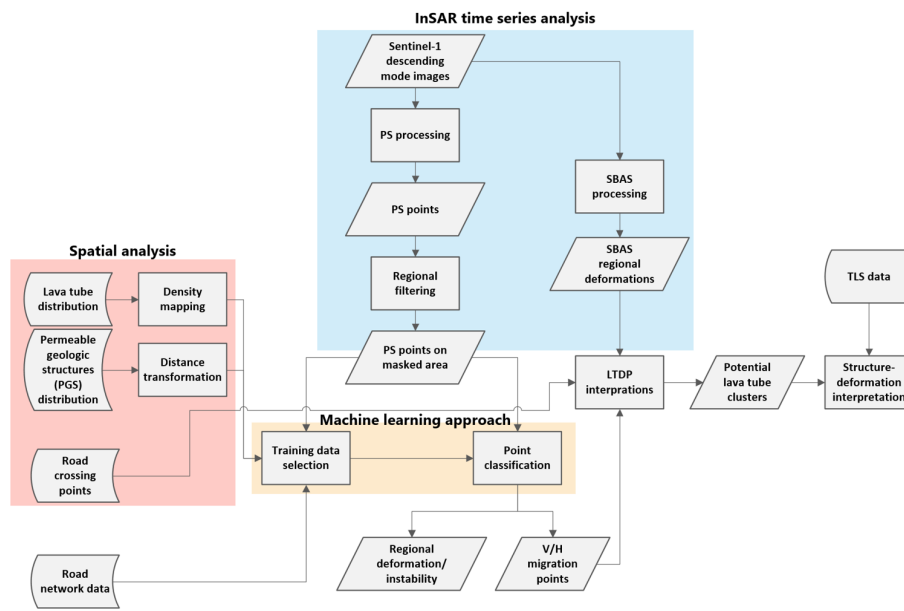 InSAR time series analysis
Sentinel-1
descending
mode images
PS processing
SBAS
processing
PS points
SBAS
regional
deformations
Regional
filtering
PS points on
masked area
Spatial analysis
Lava tube
distribution
Density
mapping
Permeable
geologic
structures
(PGS)
distribution
Distance
transformation
Road
crossing
points
Road
network data
Machine learning approach
Training data
selection
Point
classification
Regional
deformation/
instability
V/H
migration
points
LTDP
interprations
Potential
lava tube
clusters
TLS data
Structure-
deformation
interpretation